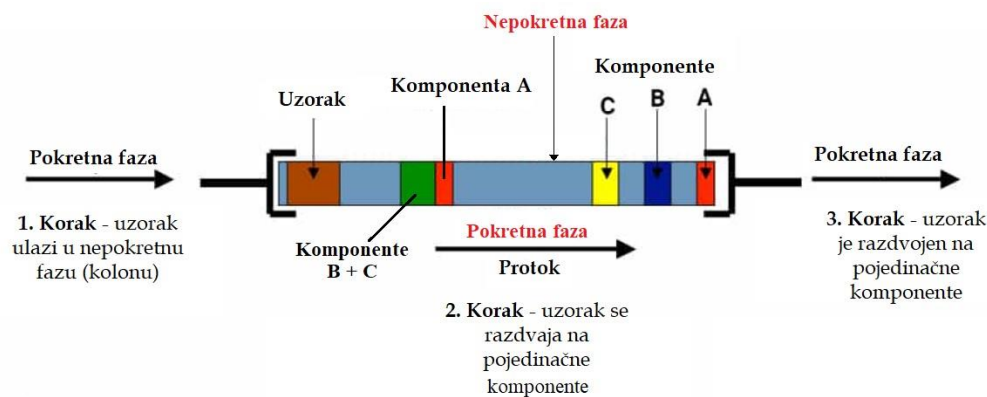 Nepokretna faza
Komponente
Komponenta A
Uzorak
C B A
Pokretna faza
Pokretna faza
1. Korak - uzorak
ulazi u nepokretnu
fazu (kolonu)
Komponente
B + C
Pokretna faza
Protok
2. Korak - uzorak se
razdvaja na
pojedinačne
komponente
3. Korak - uzorak
je razdvojen na
pojedinačne
komponente